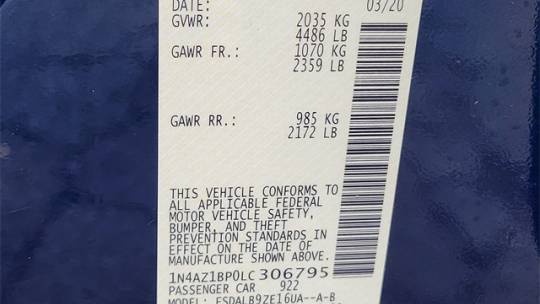 DATE: 03/20
GVWR: 2035 KG
4486 LB
GAWR FR.: 1070 KG
2359 LB
GAWR RR.: 985 KG
2172 LB
THIS VEHICLE CONFORMS TO
ALL APPLICABLE FEDERAL
MOTOR VEHICLE SAFETY,
BUMPER, AND THEFT
PREVENTION STANDARDS IN
EFFECT ON THE DATE OF
MANUFACTURE SHOWN ABOVE.
1N4AZ1BP0LC306795
PASSENGER CAR 922
MODEL: FSDALB9ZE16UA--A-B